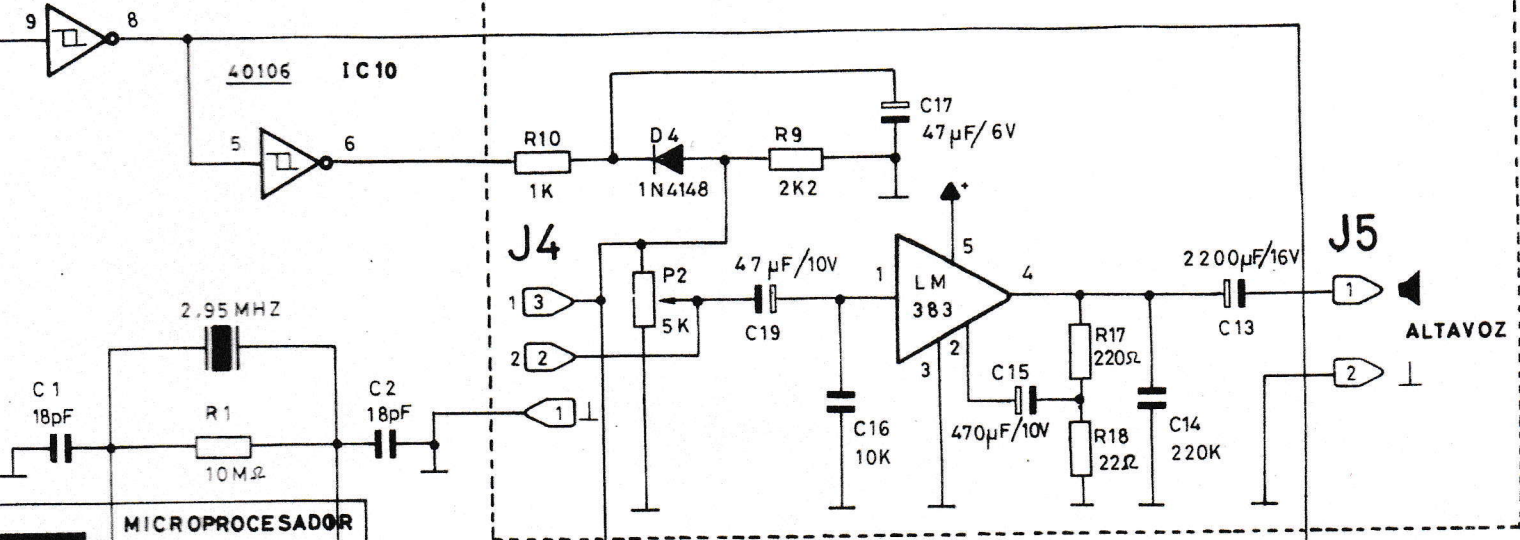 9
8
40106
IC10
5
6
R10
1K
D4
1N4148
R9
2K2
C17
47µF/6V
+
J4
1
3
2
2
1
⊥
P2
5K
47µF/10V
C19
1
5
4
LM
383
3
2
C15
470µF/10V
C16
10K
R17
220Ω
R18
22Ω
C14
220K
2200µF/16V
C13
J5
1
ALTAVOZ
2
⊥
2,95MHZ
C1
18pF
R1
10MΩ
C2
18pF
MICROPROCESADOR